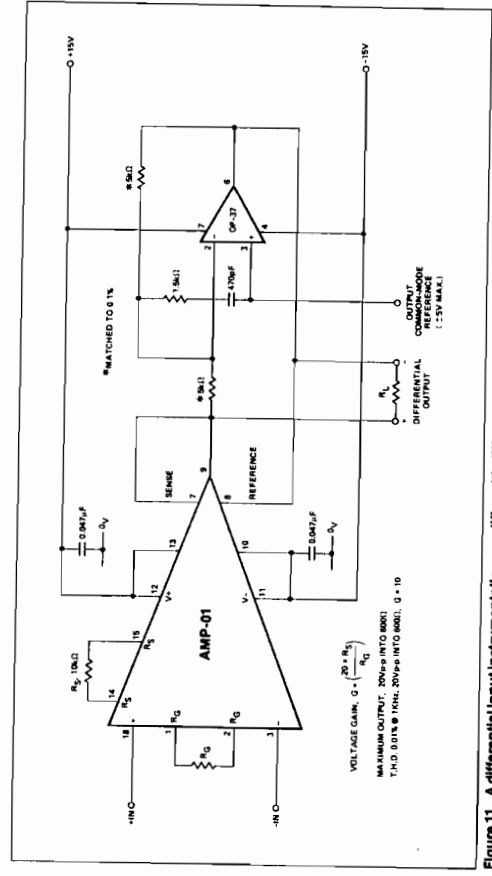 +15V
-15V
*5kΩ
7
2
-
OP-37
6
3
+
4
1.5kΩ
470pF
*MATCHED TO 0.1%
*5kΩ
OUTPUT
COMMON-MODE
REFERENCE
(±5V MAX.)
SENSE
7
9
8
REFERENCE
+
RL
-
DIFFERENTIAL
OUTPUT
0.047µF
0V
12
V+
13
RS 10kΩ
14
RS
15
RS
AMP-01
10
V-
11
0.047µF
0V
+IN
18
+
1
RG
RG
RG
2
-IN
3
-
VOLTAGE GAIN, G = (20 × RS / RG)
MAXIMUM OUTPUT, 20Vp-p INTO 600Ω
T.H.D. 0.01% @ 1KHz, 20Vp-p INTO 600Ω, G = 10
Figure 11. A differential input instrumentation